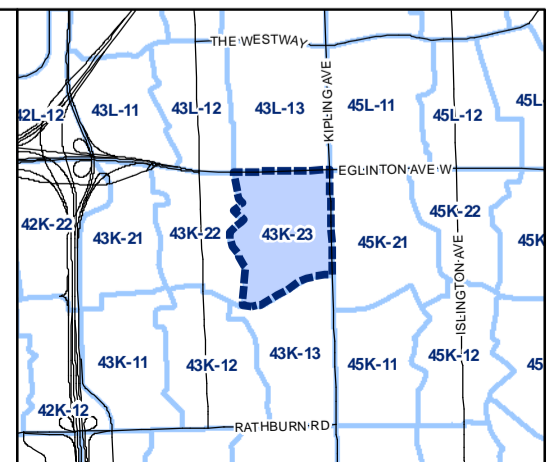 THE WESTWAY
KIPLING AVE
42L-12
43L-11
43L-12
43L-13
45L-11
45L-12
45L
EGLINTON AVE W
42K-22
43K-21
43K-22
43K-23
45K-21
45K-22
45K
ISLINGTON AVE
43K-11
43K-12
43K-13
45K-11
45K-12
45
42K-12
RATHBURN RD